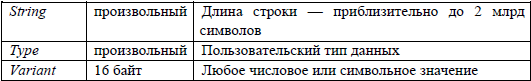 String произвольный Длина строки — приблизительно до 2 млрд
символов
Type произвольный Пользовательский тип данных
Variant 16 байт Любое числовое или символьное значение